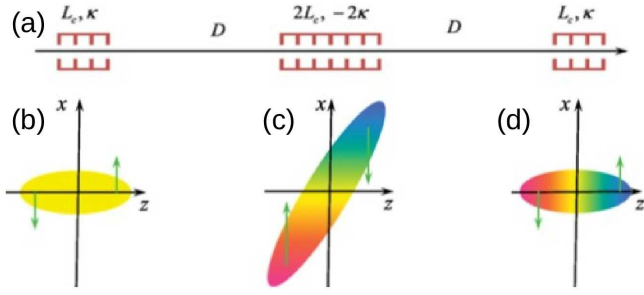 (a)
L_c, κ
D
2L_c, −2κ
D
L_c, κ
(b)
x
z
(c)
x
z
(d)
x
z